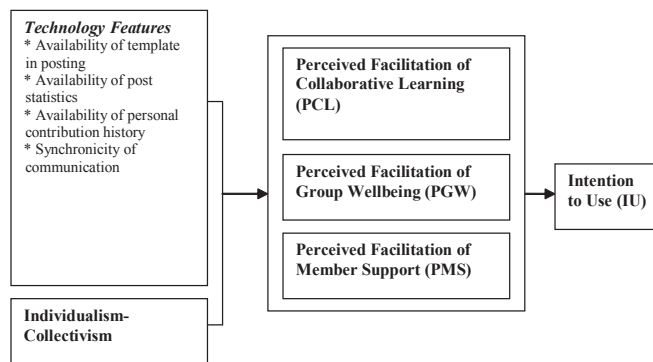 Technology Features
* Availability of template
in posting
* Availability of post
statistics
* Availability of personal
contribution history
* Synchronicity of
communication
Individualism-
Collectivism
Perceived Facilitation of
Collaborative Learning
(PCL)
Perceived Facilitation of
Group Wellbeing (PGW)
Perceived Facilitation of
Member Support (PMS)
Intention
to Use (IU)